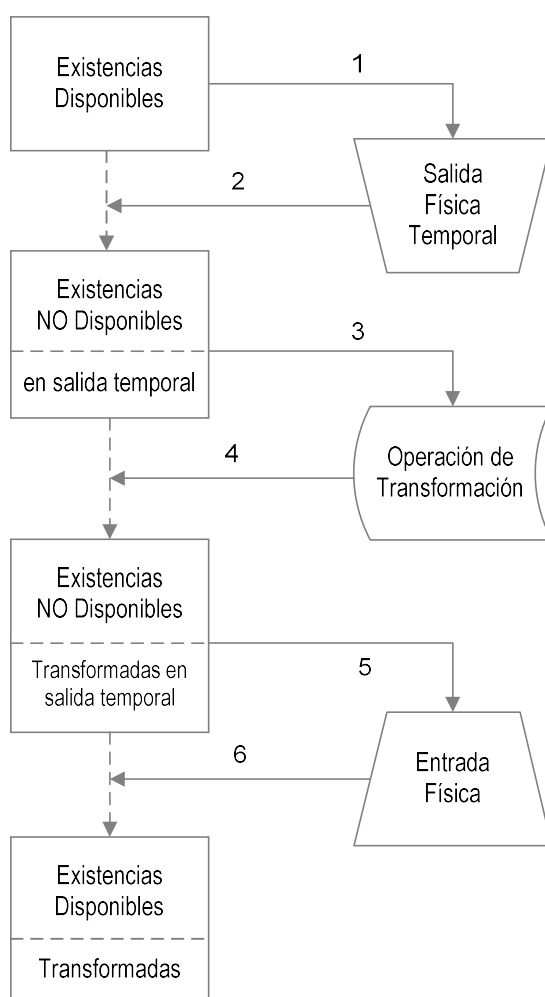 Existencias
Disponibles
1
Salida
Física
Temporal
2
Existencias
NO Disponibles
en salida temporal
3
Operación de
Transformación
4
Existencias
NO Disponibles
Transformadas en
salida temporal
5
Entrada
Física
6
Existencias
Disponibles
Transformadas